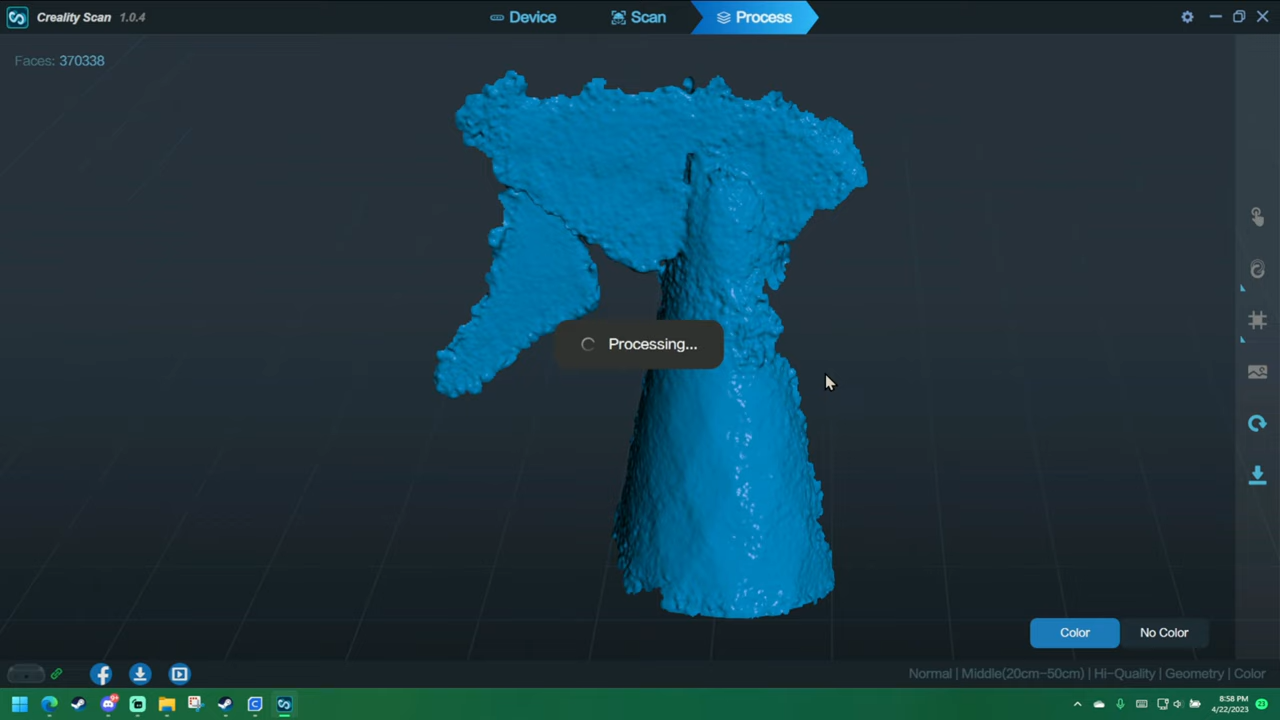 Creality Scan 1.0.4
Device
Scan
Process
Faces: 370338
Processing...
Color
No Color
Normal | Middle(20cm-50cm) | Hi-Quality | Geometry | Color
8:58 PM
4/22/2023